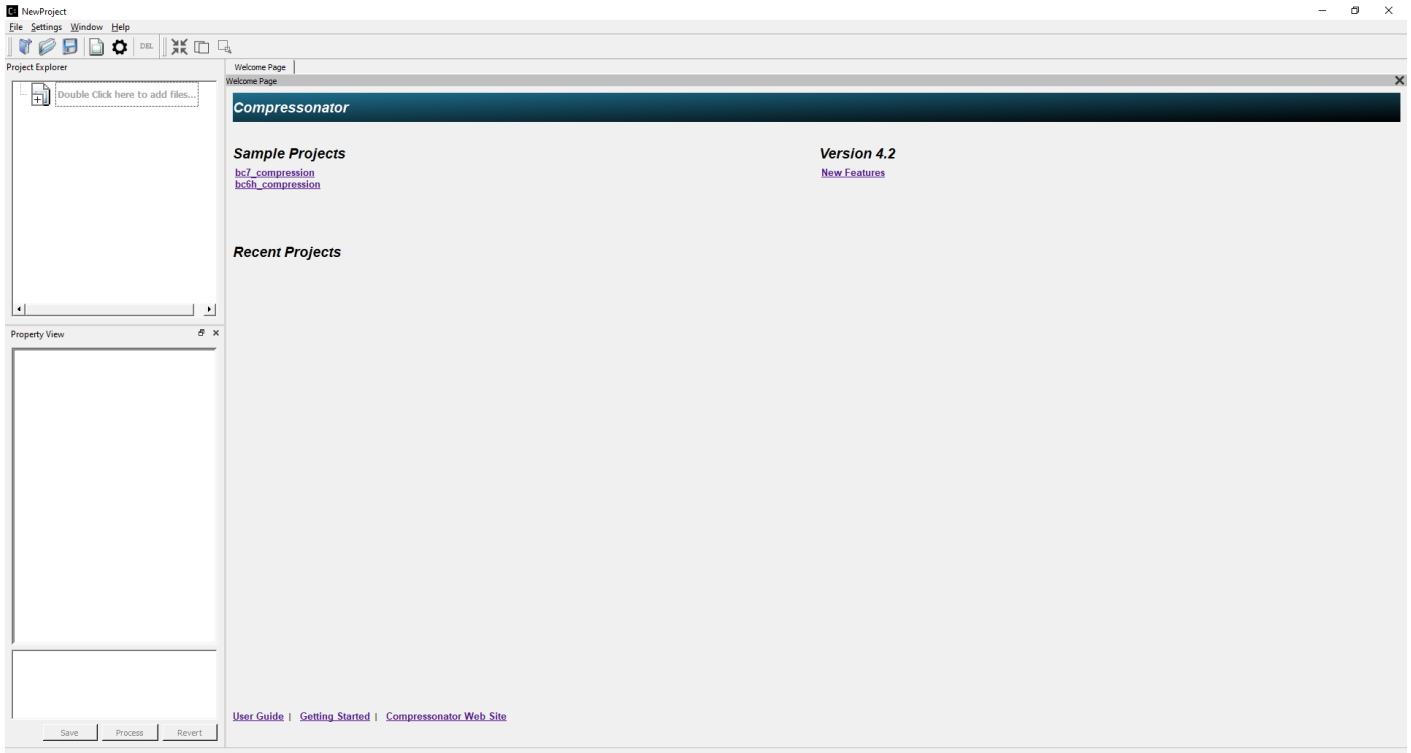 NewProject
File Settings Window Help
DEL
Project Explorer
Double Click here to add files...
Property View
Save Process Revert
Welcome Page
Welcome Page
Compressonator
Sample Projects
bc7_compression
bc6h_compression
Version 4.2
New Features
Recent Projects
User Guide | Getting Started | Compressonator Web Site